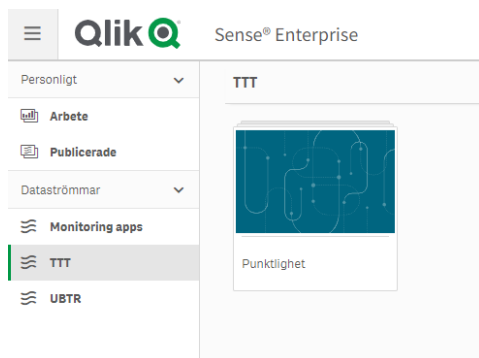 Qlik Sense® Enterprise
Personligt
TTT
Arbete
Publicerade
Dataströmmar
Monitoring apps
TTT
UBTR
Punktlighet